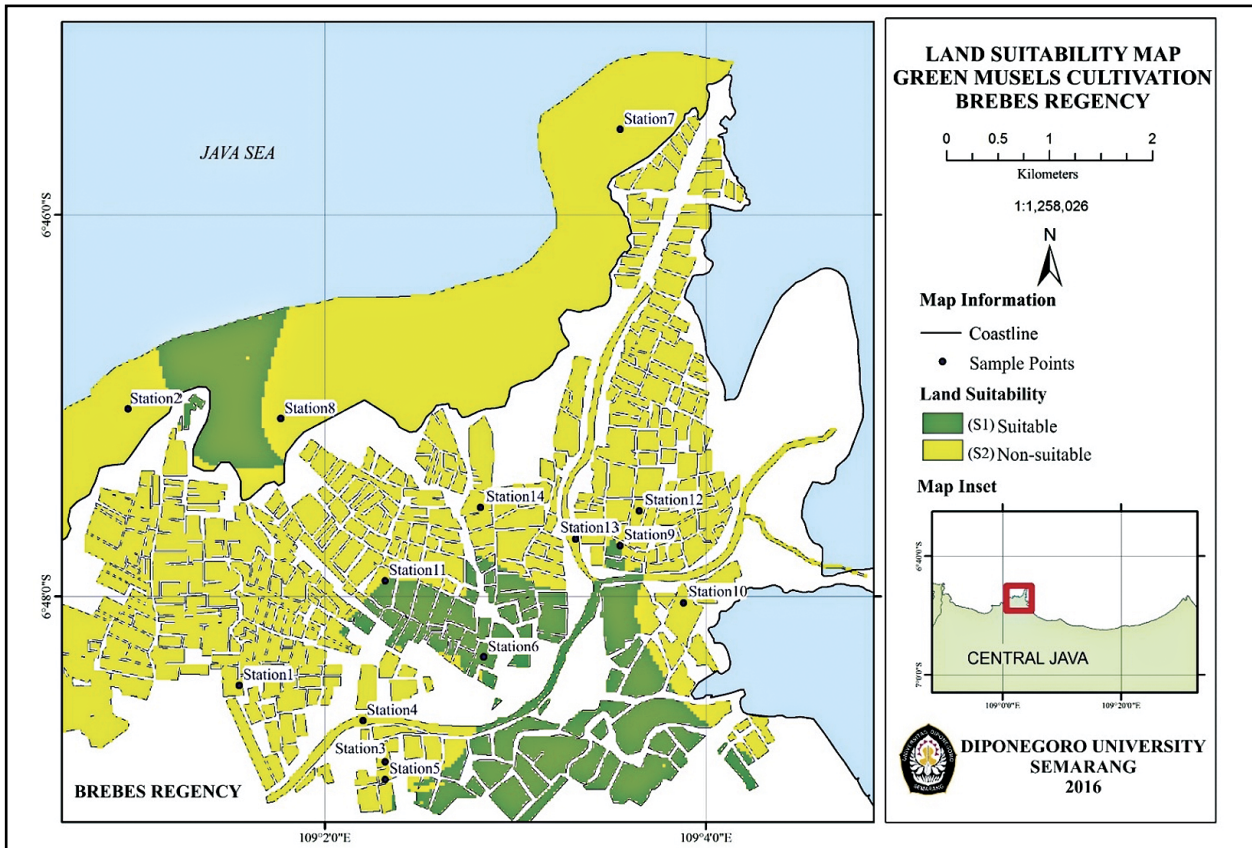 JAVA SEA
Station7
Station2
Station8
Station14
Station12
Station13
Station9
Station11
Station10
Station6
Station1
Station4
Station3
Station5
BREBES REGENCY
6°46'0"S
6°48'0"S
109°2'0"E
109°4'0"E
LAND SUITABILITY MAP
GREEN MUSELS CULTIVATION
BREBES REGENCY
0 0.5 1 2
Kilometers
1:1,258,026
N
Map Information
Coastline
Sample Points
Land Suitability
(S1) Suitable
(S2) Non-suitable
Map Inset
6°40'0"S
7°0'0"S
CENTRAL JAVA
109°0'0"E 109°20'0"E
DIPONEGORO UNIVERSITY
SEMARANG
2016